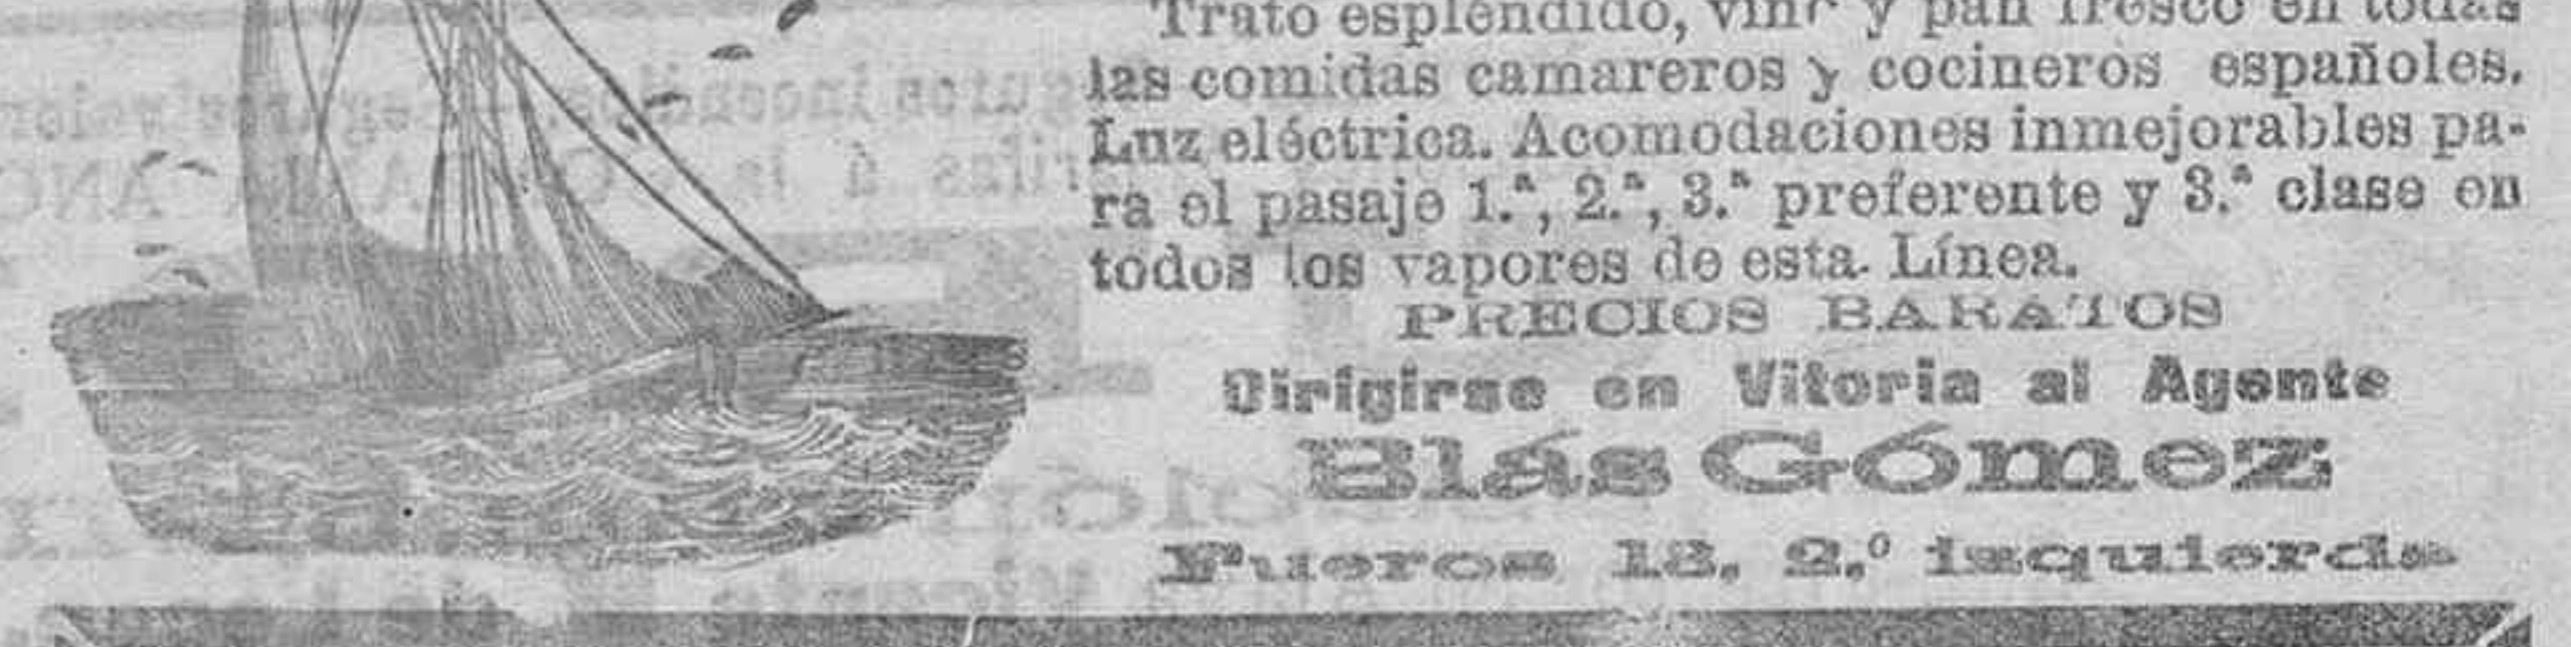 Trato espléndido, vino y pan fresco en todas
las comidas camareros y cocineros españoles.
Luz eléctrica. Acomodaciones inmejorables pa-
ra el pasaje 1.ª, 2.ª, 3.ª preferente y 3.ª clase en
todos los vapores de esta Línea.
PRECIOS BARATOS
Dirigirse en Vitoria al Agente
Blás Gómez
Fueros 18, 2.º izquierda